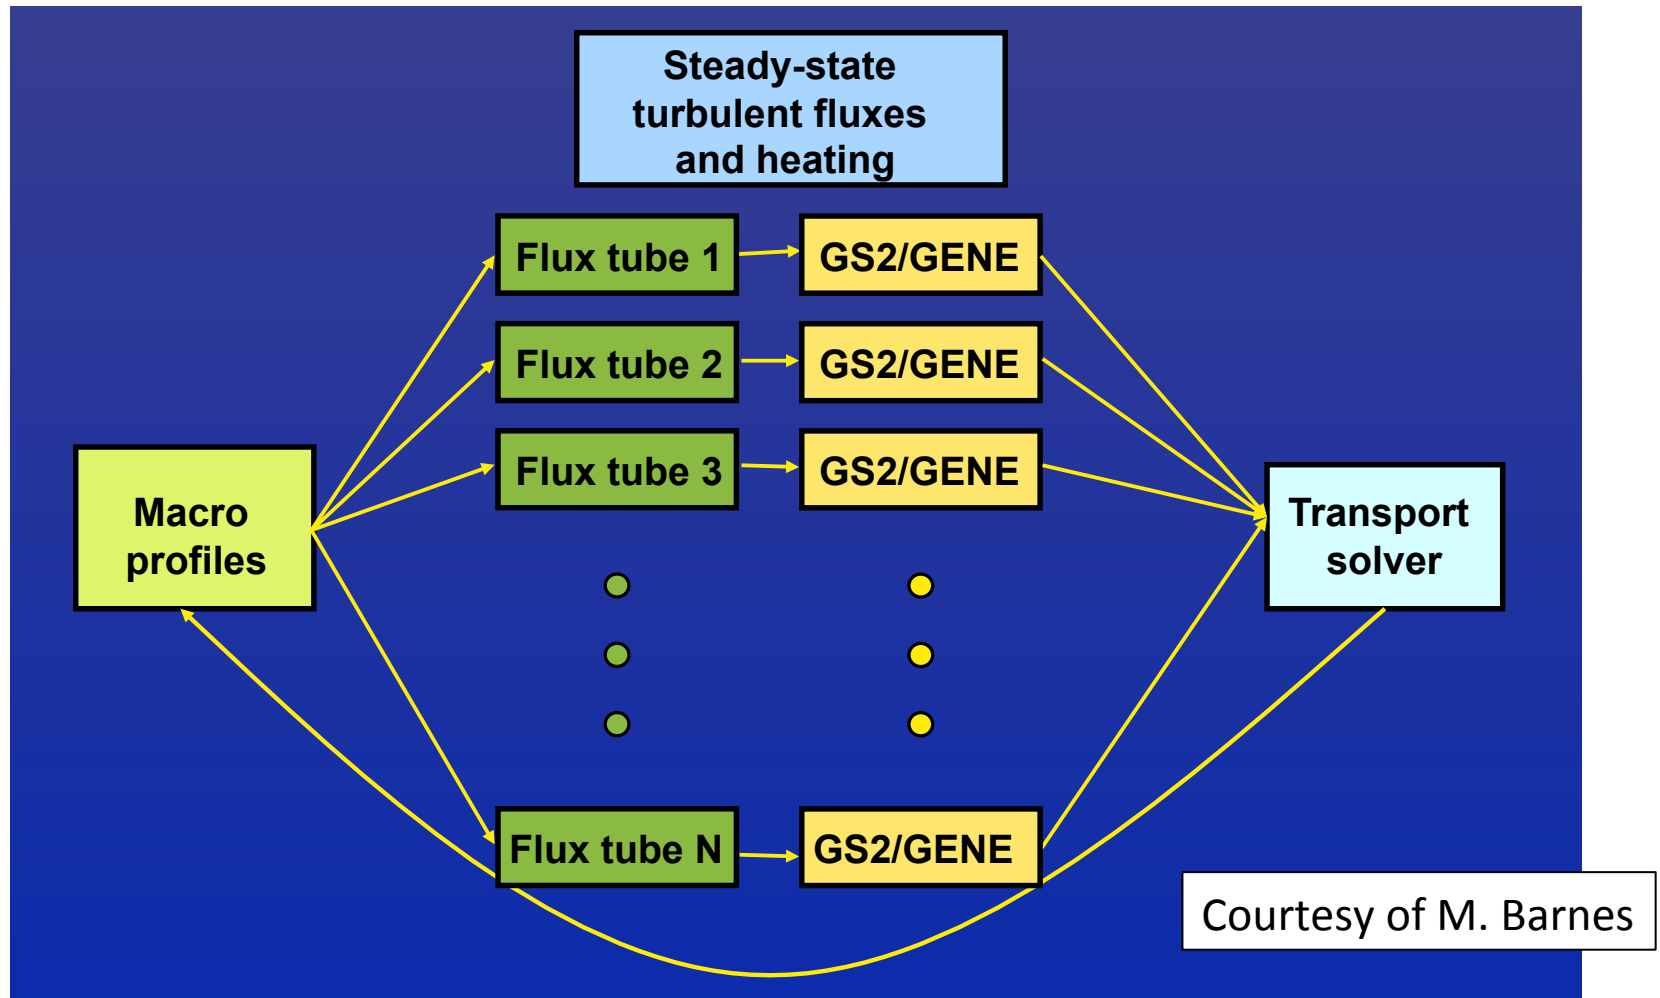 Steady-state
turbulent fluxes
and heating
Flux tube 1
GS2/GENE
Flux tube 2
GS2/GENE
Flux tube 3
GS2/GENE
Macro
profiles
Transport
solver
Flux tube N
GS2/GENE
Courtesy of M. Barnes